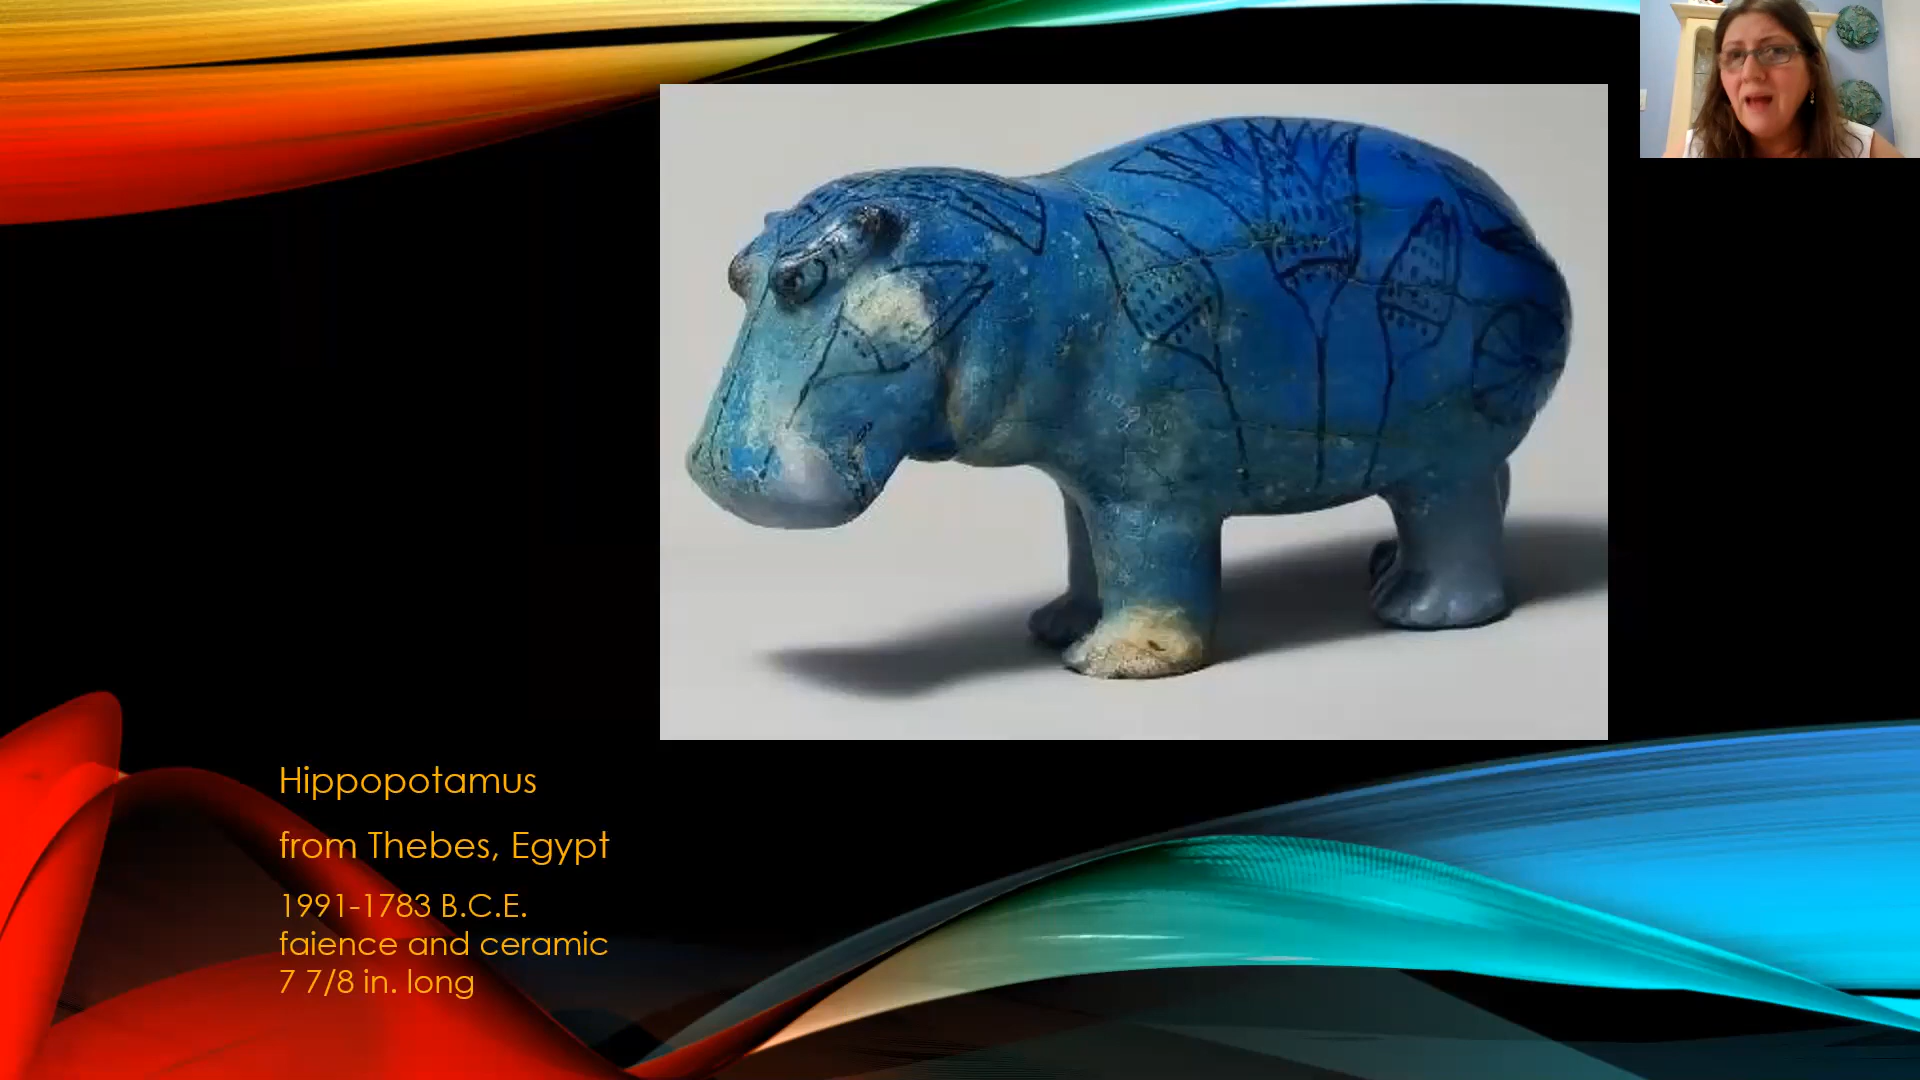 Hippopotamus
from Thebes, Egypt
1991-1783 B.C.E.
faience and ceramic
7 7/8 in. long